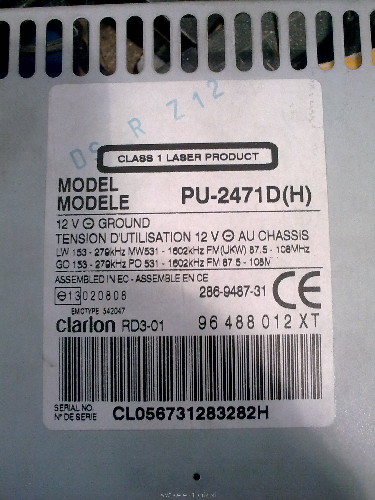 DS R Z12
CLASS 1 LASER PRODUCT
MODEL
MODELE
PU-2471D(H)
12 V ⊖ GROUND
TENSION D'UTILISATION 12 V ⊖ AU CHASSIS
LW 153 - 279kHz MW531 - 1602kHz FM(UKW) 87.5 - 108MHz
GO 153 - 279kHz PO 531 - 1602kHz FM 87.5 - 108M
ASSEMBLED IN EC - ASSEMBLE EN CE
13020806
286-9487-31
CE
EMC TYPE 342047
Clarion RD3-01
96 488 012 XT
SERIAL NO.
N° DE SERIE
CL056731283282H